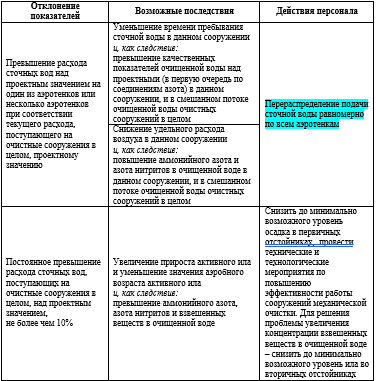 Отклонение
показателей
Возможные последствия
Действия персонала
Превышение расхода
сточных вод над
проектным значению на
один из аэротенков или
несколько аэротенков
при соответствии
текущего расхода,
поступающего на
очистные сооружения в
целом, проектному
значению
Уменьшение времени пребывания
сточной воды в данном сооружении
и, как следствие:
превышение качественных
показателей очищенной воды над
проектными (в первую очередь по
соединениям азота) в данном
сооружении, и в смешанном потоке
очищенной воды очистных
сооружений в целом
Снижение удельного расхода
воздуха в данном сооружении
и, как следствие:
повышение аммонийного азота и
азота нитритов в очищенной воде в
данном сооружении, и в смешанном
потоке очищенной воды очистных
сооружений в целом
Перераспределение подачи
сточной воды равномерно
по всем аэротенкам
Постоянное превышение
расхода сточных вод,
поступающих на
очистные сооружения в
целом, над проектным
значением,
не более чем 10%
Увеличение прироста активного ила
и уменьшение значения аэробного
возраста активного ила
и, как следствие:
превышение аммонийного азота,
азота нитритов и взвешенных
веществ в очищенной воде
Снизить до минимально
возможного уровень
осадка в первичных
отстойниках, провести
технические и
технологические
мероприятия по
повышению
эффективности работы
сооружений механической
очистки. Для решения
проблемы увеличения
концентрации взвешенных
веществ в очищенной воде
– снизить до минимально
возможного уровень ила во
вторичных отстойниках